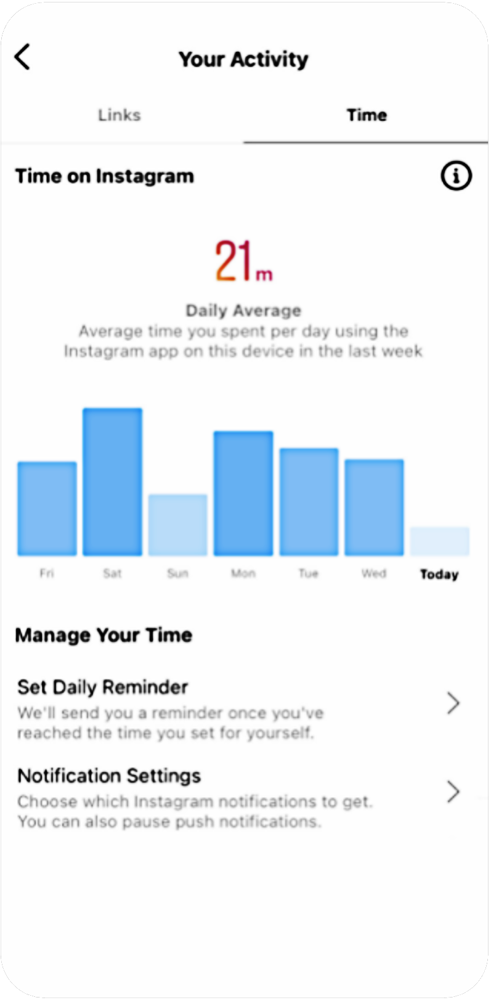 Your Activity
Links
Time
Time on Instagram
21m
Daily Average
Average time you spent per day using the
Instagram app on this device in the last week
Fri Sat Sun Mon Tue Wed Today
Manage Your Time
Set Daily Reminder
We'll send you a reminder once you've
reached the time you set for yourself.
Notification Settings
Choose which Instagram notifications to get.
You can also pause push notifications.